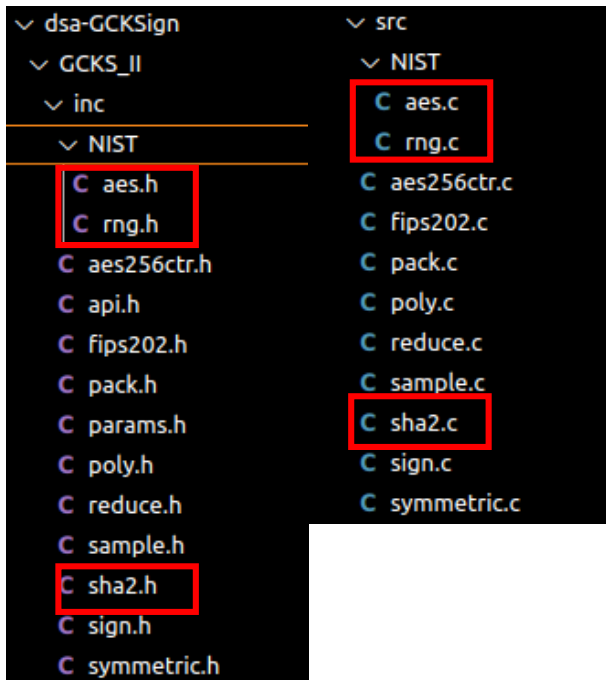 dsa-GCKSign
GCKS_II
inc
NIST
C aes.h
C rng.h
C aes256ctr.h
C api.h
C fips202.h
C pack.h
C params.h
C poly.h
C reduce.h
C sample.h
C sha2.h
C sign.h
C symmetric.h
src
NIST
C aes.c
C rng.c
C aes256ctr.c
C fips202.c
C pack.c
C poly.c
C reduce.c
C sample.c
C sha2.c
C sign.c
C symmetric.c